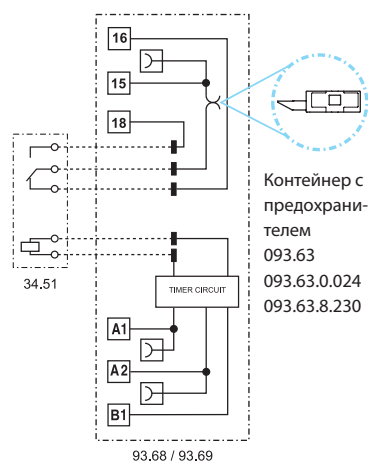 16
15
18
34.51
Контейнер с
предохрани-
телем
093.63
093.63.0.024
093.63.8.230
TIMER CIRCUIT
A1
A2
B1
93.68 / 93.69